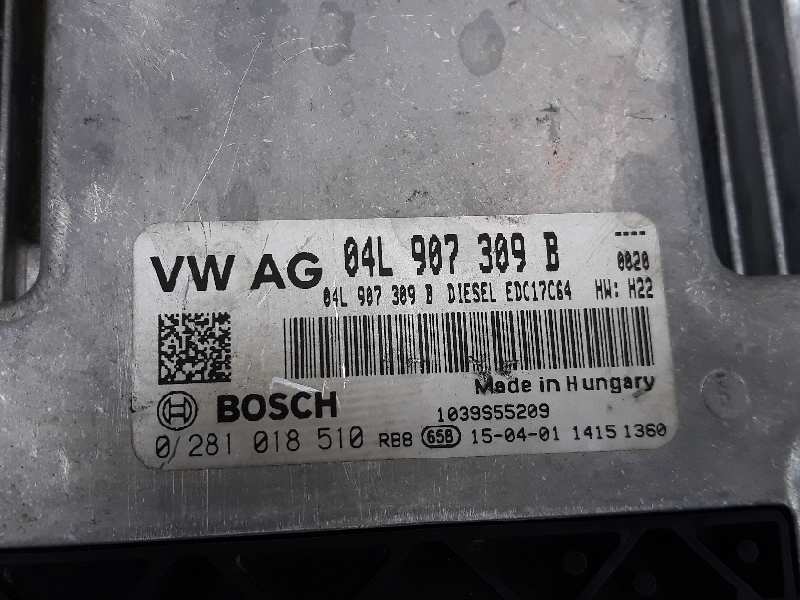 ----
VW AG 04L 907 309 B 0020
04L 907 309 B DIESEL EDC17C64 HW: H22
Made in Hungary
BOSCH 1039S55209
0 281 018 510 RBB 65B 15-04-01 1415 1360